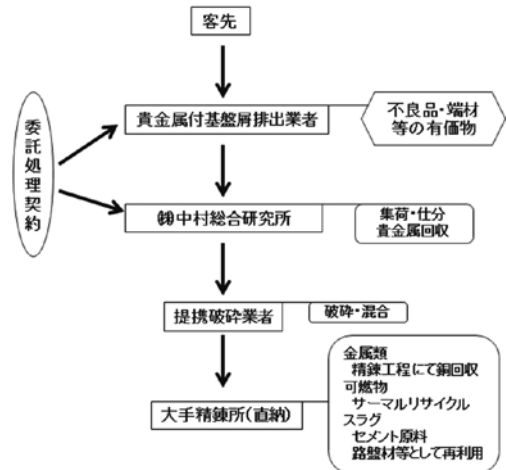 客先
委託処理契約
貴金属付基盤屑排出業者
不良品・端材
等の有価物
㈱中村総合研究所
集荷・仕分
貴金属回収
提携破砕業者
破砕・混合
大手精錬所(直納)
金属類
精錬工程にて銅回収
可燃物
サーマルリサイクル
スラグ
セメント原料
路盤材等として再利用